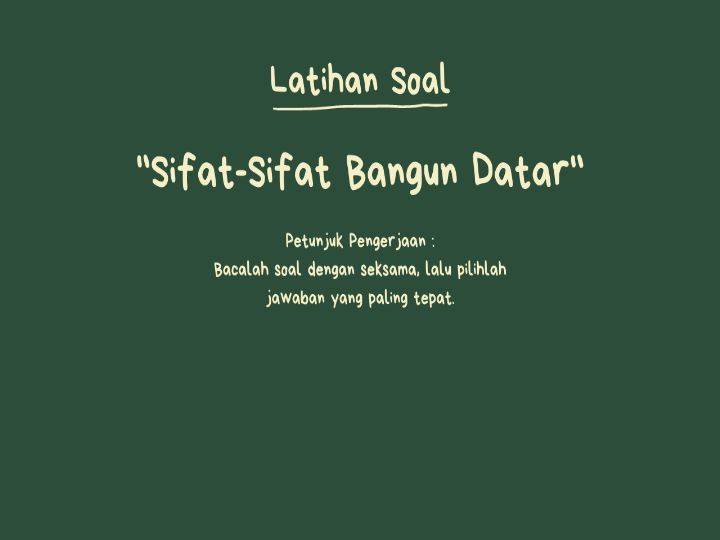 Latihan Soal
"Sifat-Sifat Bangun Datar"
Petunjuk Pengerjaan :
Bacalah soal dengan seksama, lalu pilihlah
jawaban yang paling tepat.